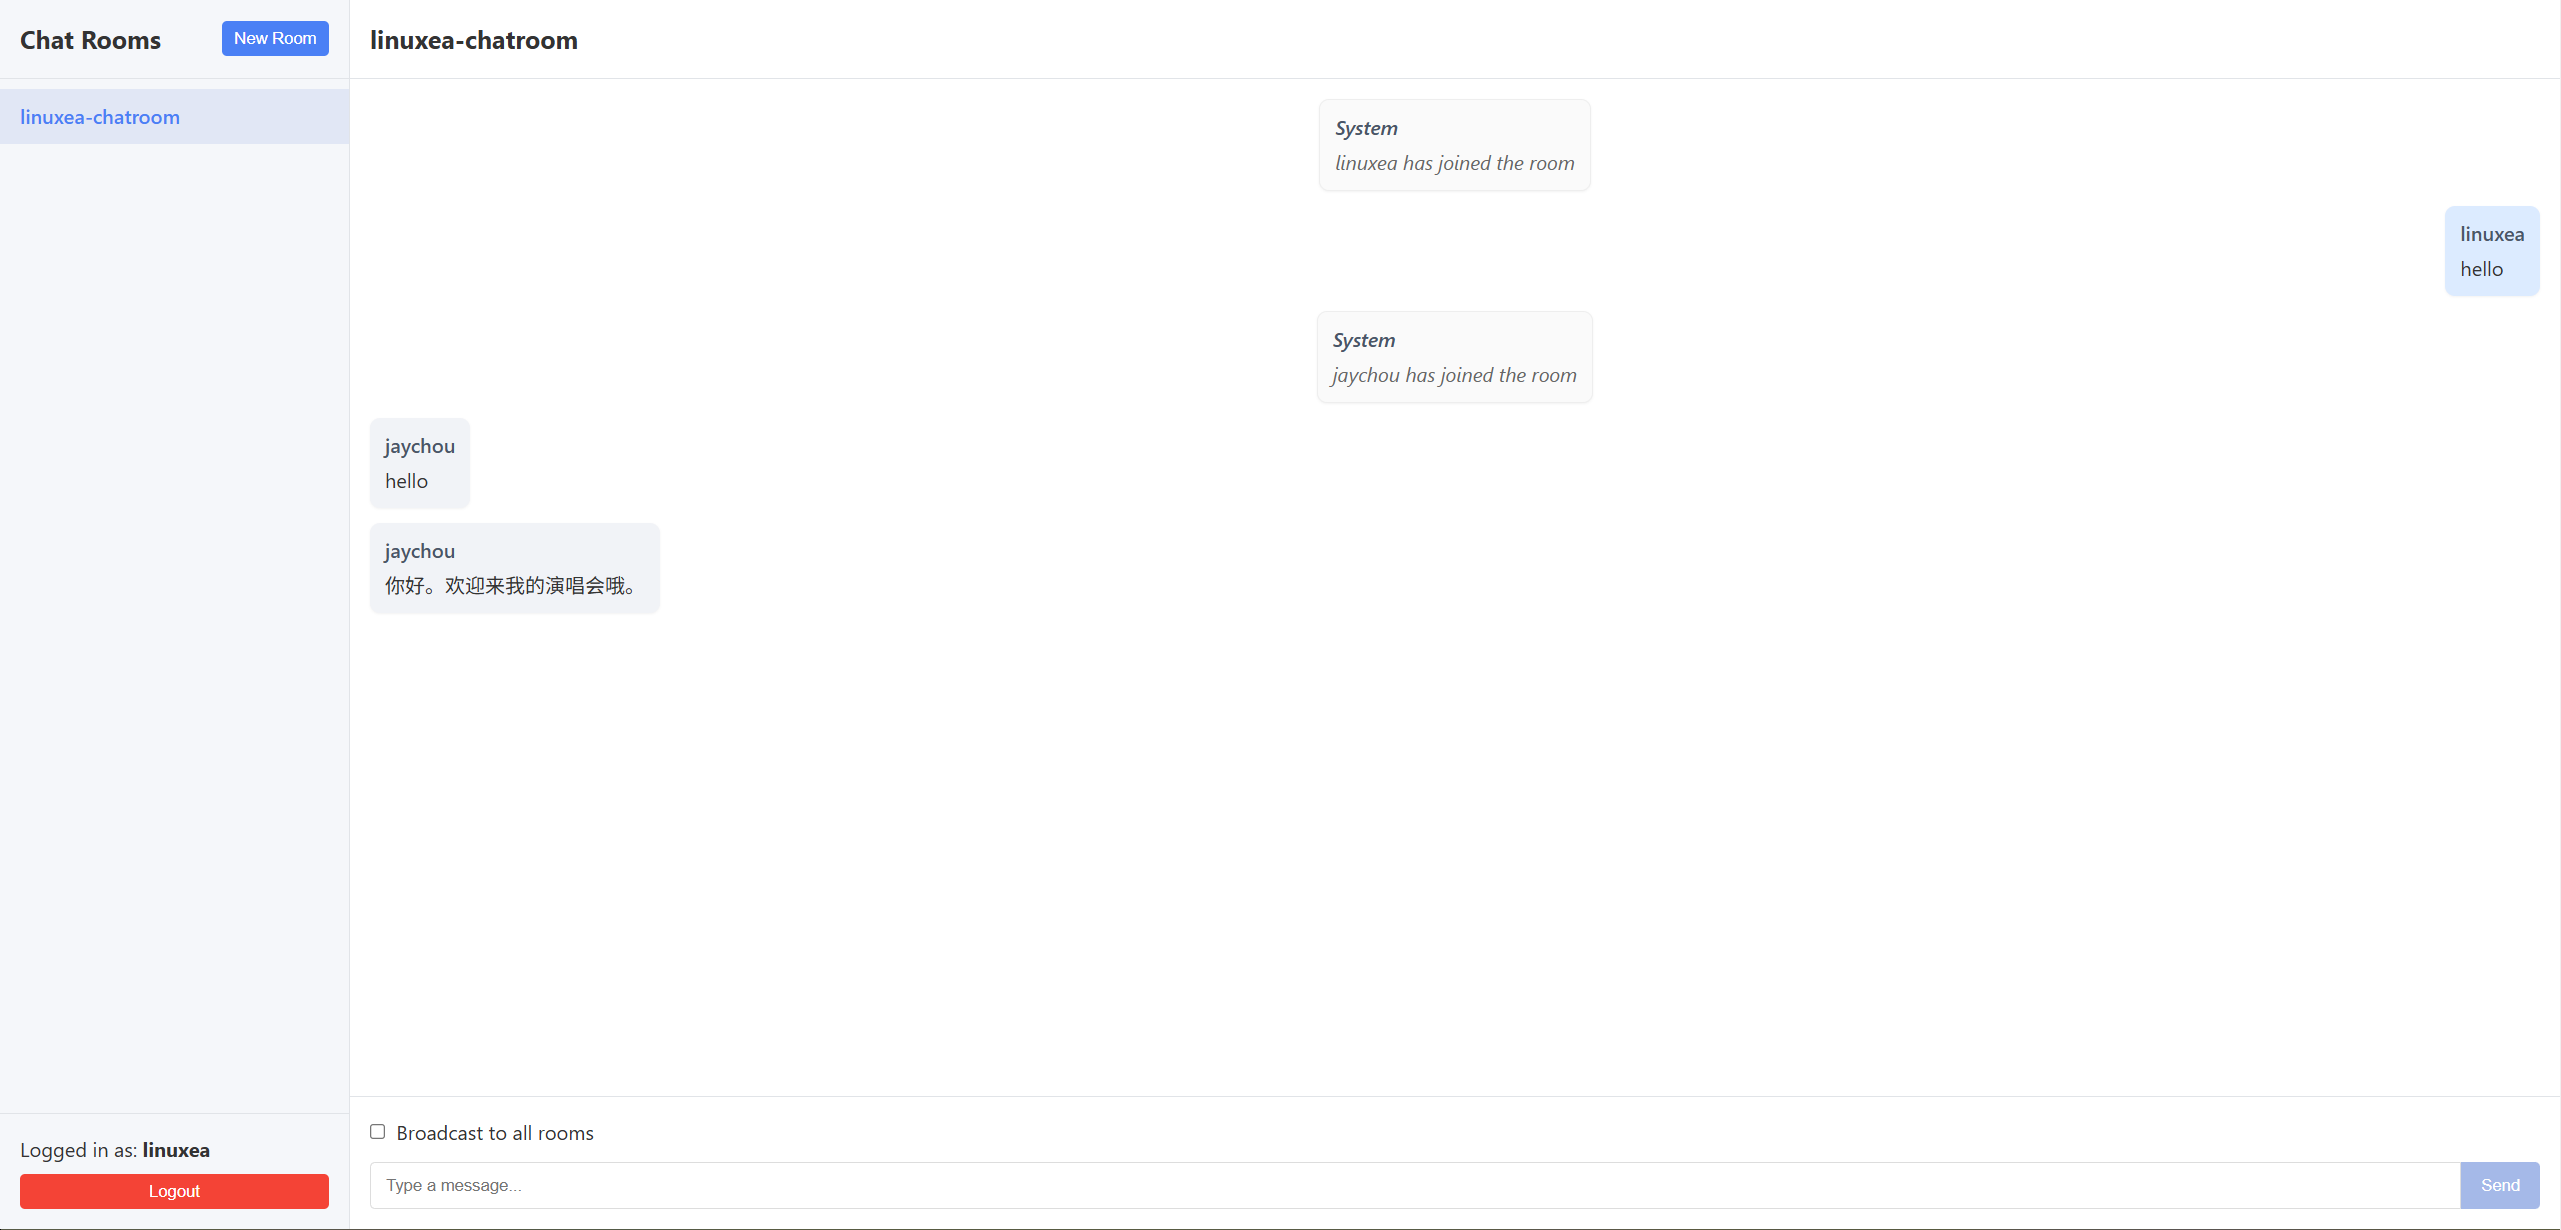 Chat Rooms
New Room
linuxea-chatroom
Logged in as: linuxea
Logout
linuxea-chatroom
System
linuxea has joined the room
linuxea
hello
System
jaychou has joined the room
jaychou
hello
jaychou
你好。欢迎来我的演唱会哦。
Broadcast to all rooms
Type a message...
Send